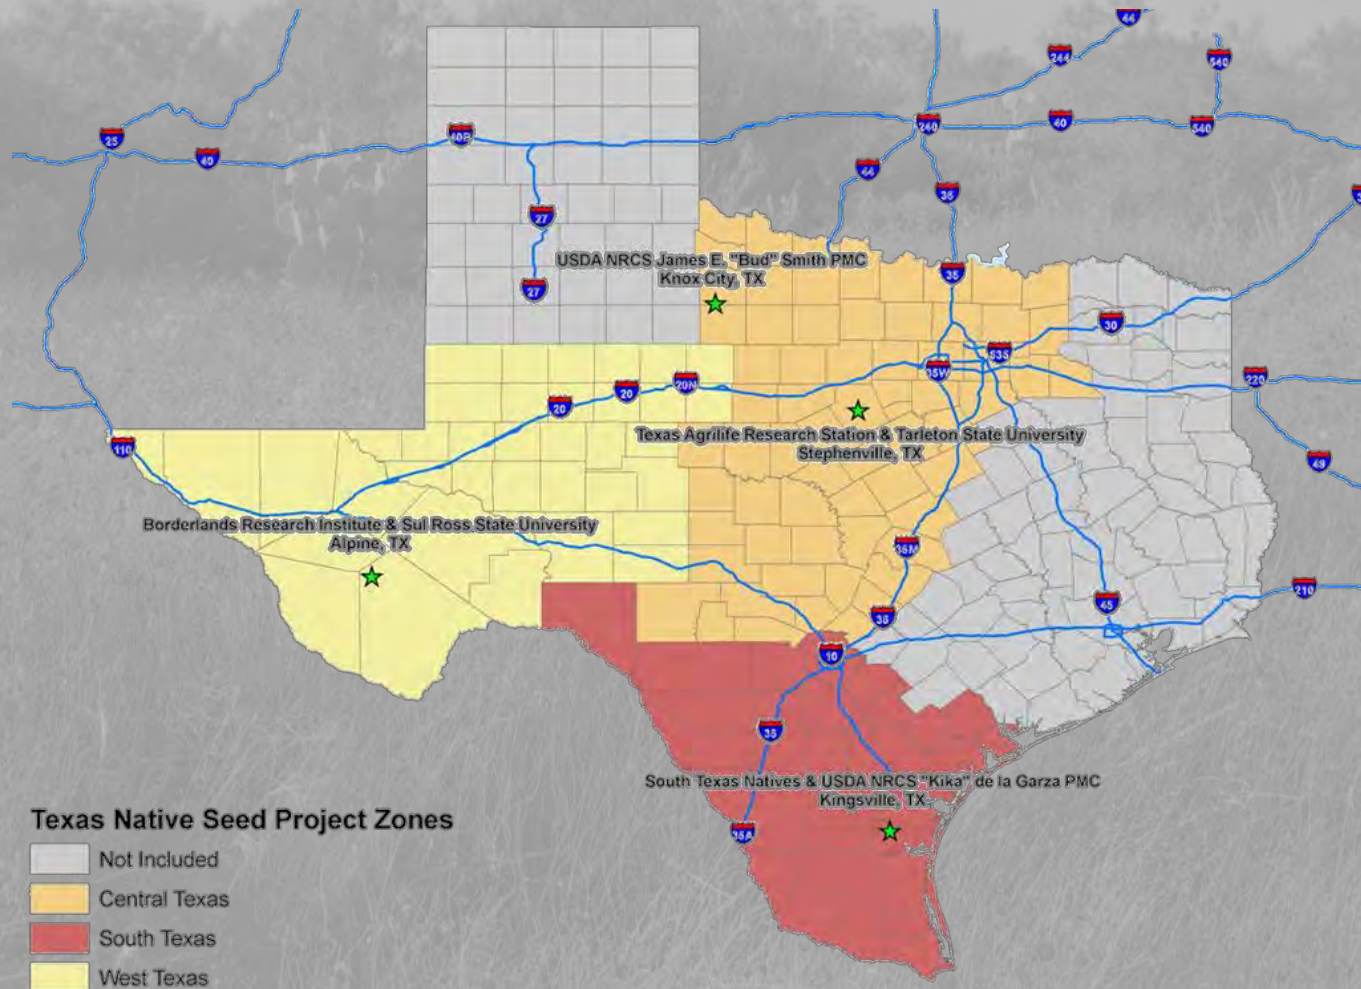 44
244
540
25
40B
240
40
540
40
44
35
27
USDA NRCS James E. "Bud" Smith PMC
Knox City, TX
35
27
30
635
35W
220
20N
20
20
Texas Agrilife Research Station & Tarleton State University
110
Stephenville, TX
49
Borderlands Research Institute & Sul Ross State University
Alpine, TX
35M
210
45
35
10
35
South Texas Natives & USDA NRCS "Kika" de la Garza PMC
Kingsville, TX
35A
Texas Native Seed Project Zones
Not Included
Central Texas
South Texas
West Texas